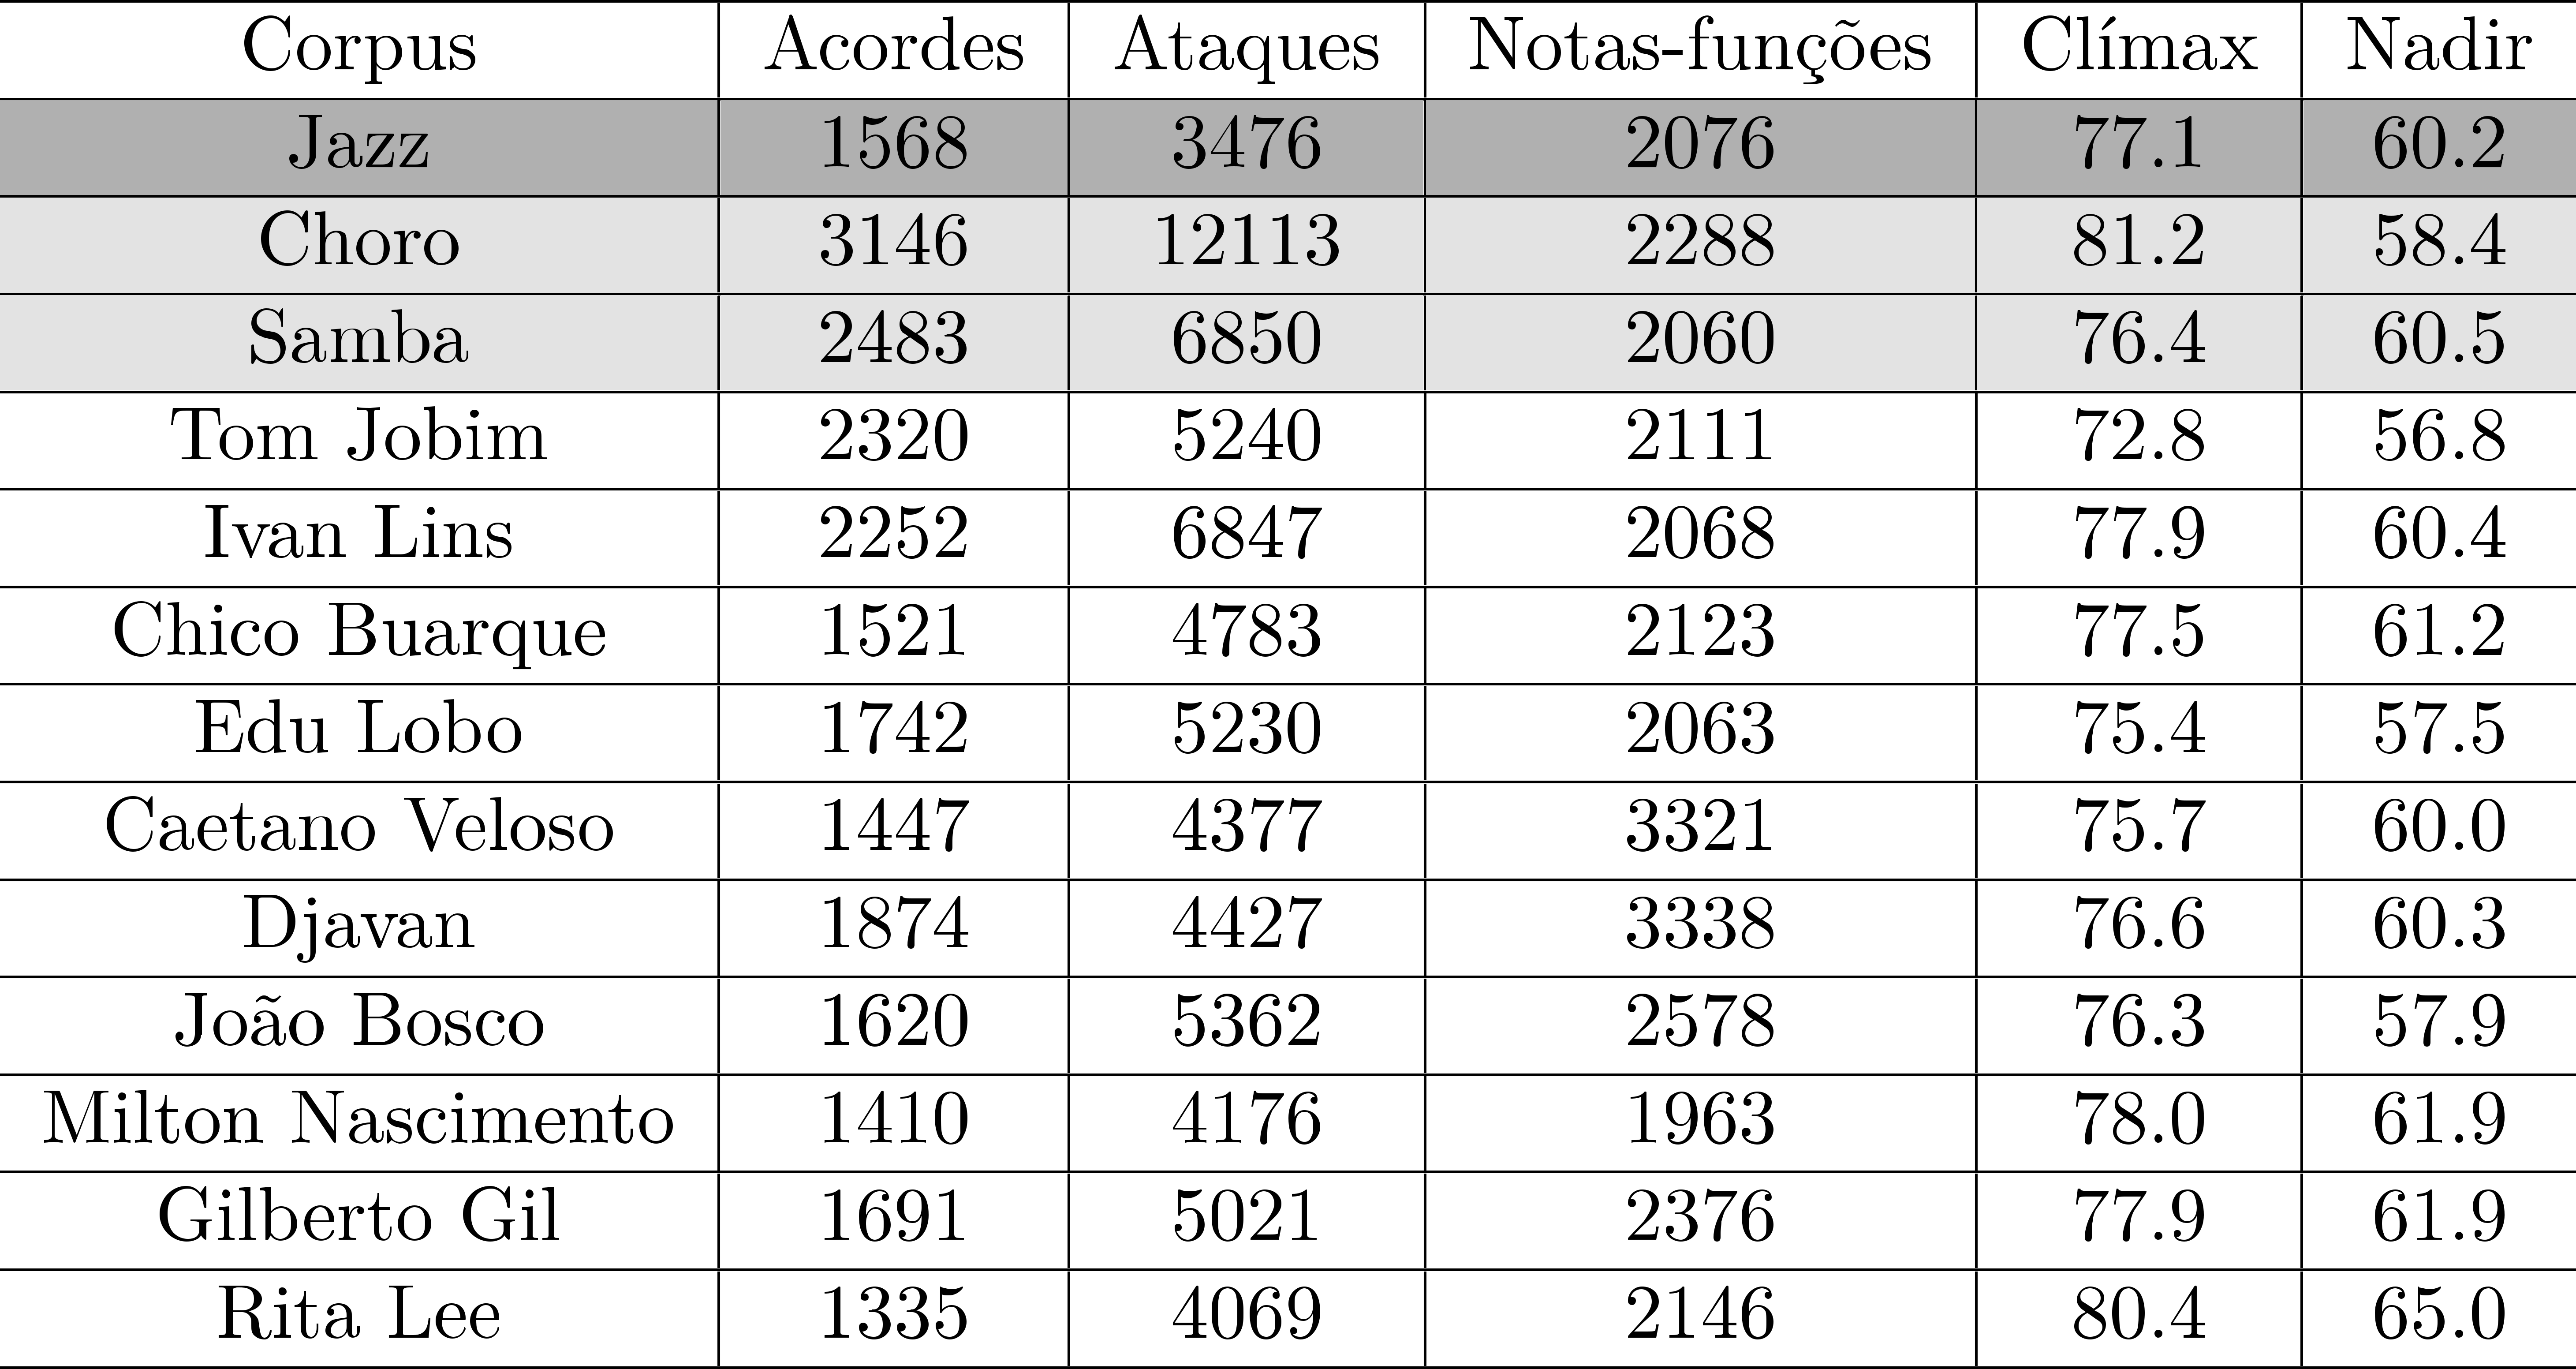 Corpus Acordes Ataques Notas-funções Clímax Nadir
Jazz 1568 3476 2076 77.1 60.2
Choro 3146 12113 2288 81.2 58.4
Samba 2483 6850 2060 76.4 60.5
Tom Jobim 2320 5240 2111 72.8 56.8
Ivan Lins 2252 6847 2068 77.9 60.4
Chico Buarque 1521 4783 2123 77.5 61.2
Edu Lobo 1742 5230 2063 75.4 57.5
Caetano Veloso 1447 4377 3321 75.7 60.0
Djavan 1874 4427 3338 76.6 60.3
João Bosco 1620 5362 2578 76.3 57.9
Milton Nascimento 1410 4176 1963 78.0 61.9
Gilberto Gil 1691 5021 2376 77.9 61.9
Rita Lee 1335 4069 2146 80.4 65.0